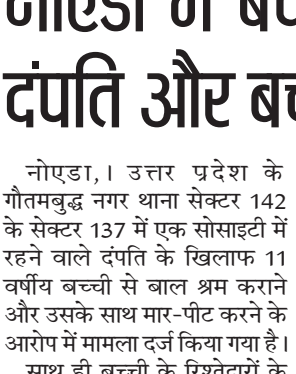 दंपति और
नोएडा,। उत्तर प्रदेश के
गौतमबुद्ध नगर थाना सेक्टर 142
के सेक्टर 137 में एक सोसाइटी में
रहने वाले दंपति के खिलाफ 11
वर्षीय बच्ची से बाल श्रम कराने
और उसके साथ मार-पीट करने के
आरोप में मामला दर्ज किया गया है।
साथ ही बच्ची के रिश्तेदारों के